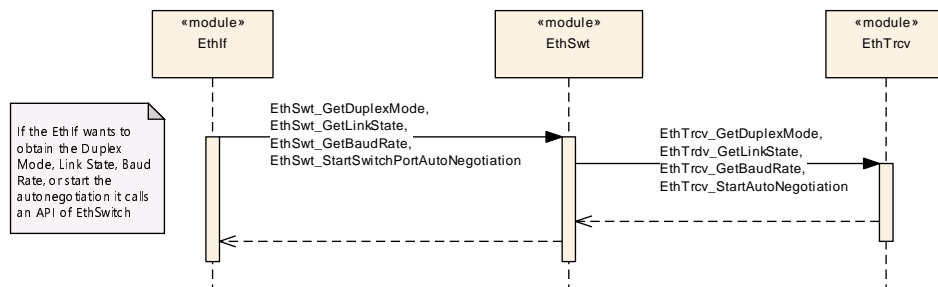 «module»
EthIf
«module»
EthSwt
«module»
EthTrcv
If the EthIf wants to
obtain the Duplex
Mode, Link State, Baud
Rate, or start the
autonegotiation it calls
an API of EthSwitch
EthSwt_GetDuplexMode,
EthSwt_GetLinkState,
EthSwt_GetBaudRate,
EthSwt_StartSwitchPortAutoNegotiation
EthTrcv_GetDuplexMode,
EthTrdv_GetLinkState,
EthTrcv_GetBaudRate,
EthTrcv_StartAutoNegotiation